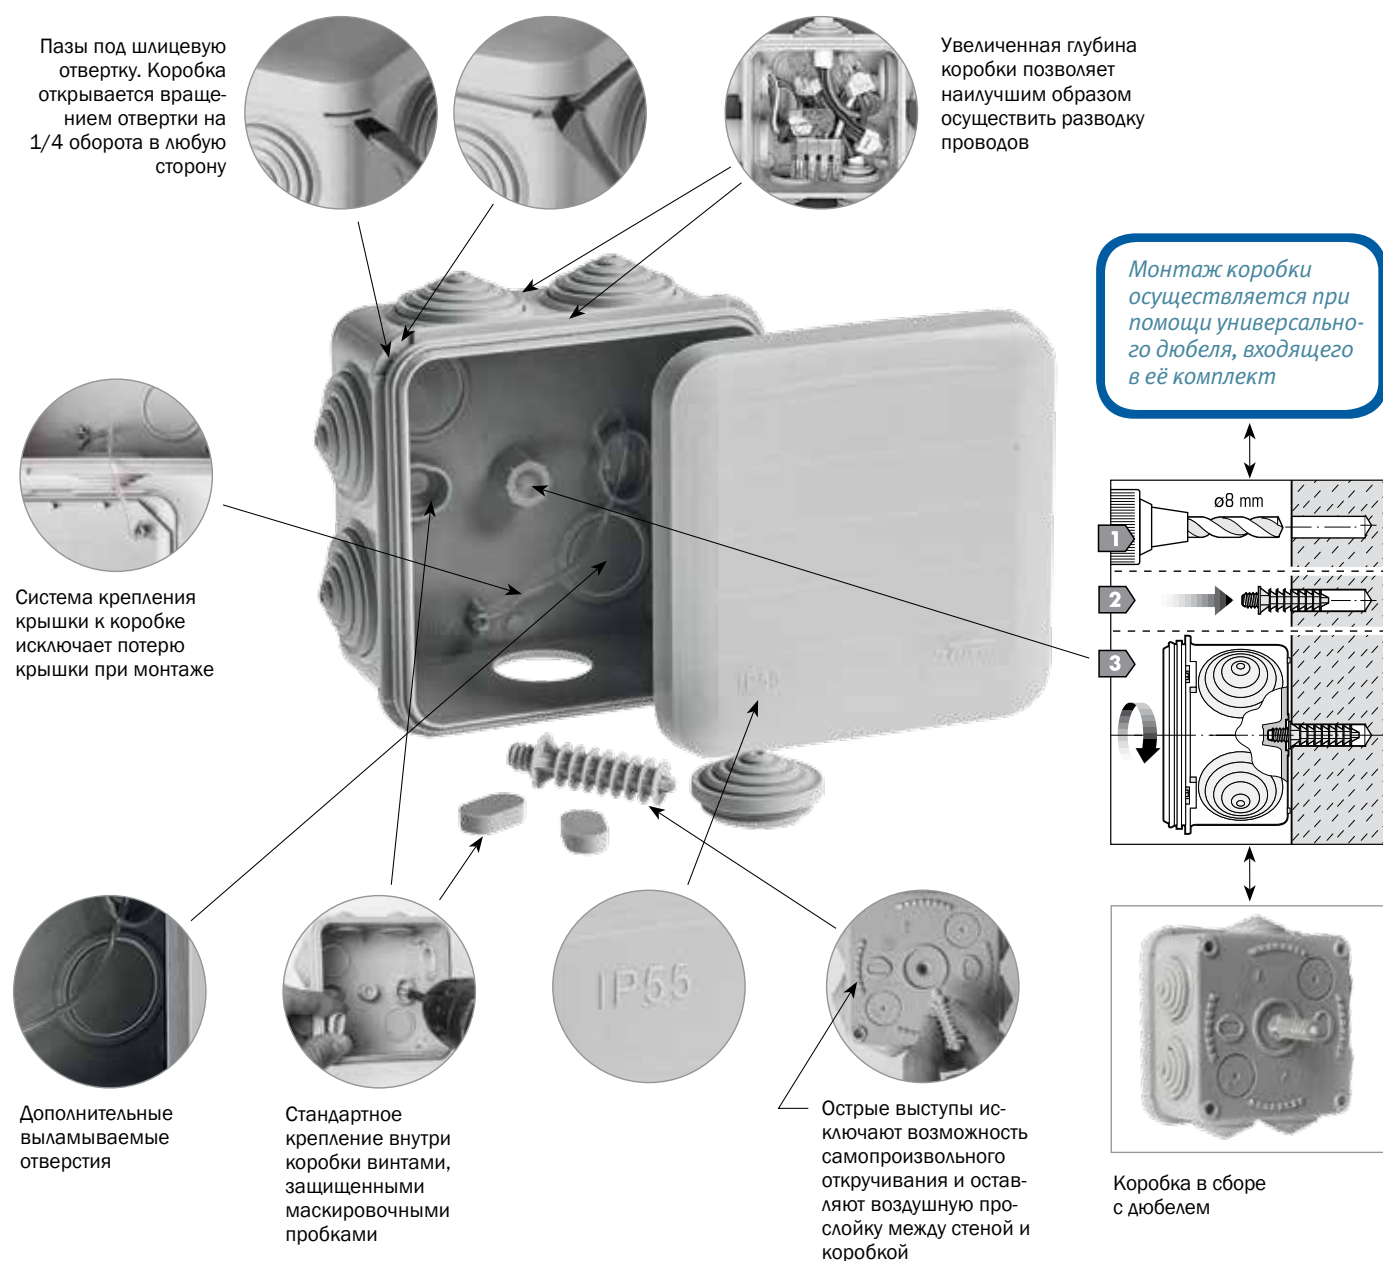 Пазы под шлицевую
отвертку. Коробка
открывается враще-
нием отвертки на
1/4 оборота в любую
сторону
Увеличенная глубина
коробки позволяет
наилучшим образом
осуществить разводку
проводов
Монтаж коробки
осуществляется при
помощи универсально-
го дюбеля, входящего
в её комплект
ø8 mm
1
2
3
Система крепления
крышки к коробке
исключает потерю
крышки при монтаже
IP55
IP55
Дополнительные
выламываемые
отверстия
Стандартное
крепление внутри
коробки винтами,
защищенными
маскировочными
пробками
Острые выступы ис-
ключают возможность
самопроизвольного
откручивания и остав-
ляют воздушную про-
слойку между стеной и
коробкой
Коробка в сборе
с дюбелем